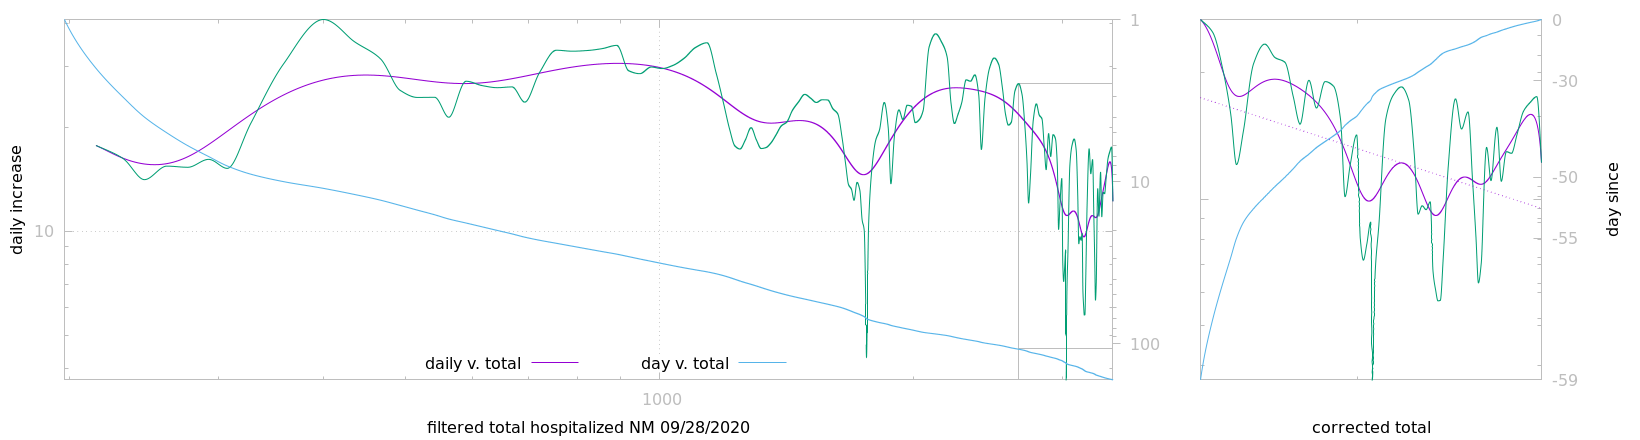 1
0
-30
10
-50
daily increase
10
-55
day since
daily v. total
day v. total
100
-59
1000
filtered total hospitalized NM 09/28/2020
corrected total